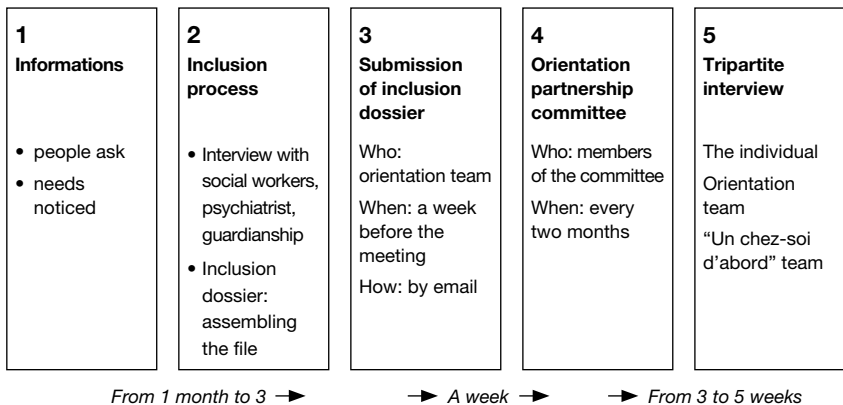 1
Informations
• people ask
• needs
noticed
2
Inclusion
process
• Interview with
social workers,
psychiatrist,
guardianship
• Inclusion
dossier:
assembling
the file
3
Submission
of inclusion
dossier
Who:
orientation team
When: a week
before the
meeting
How: by email
4
Orientation
partnership
committee
Who: members
of the committee
When: every
two months
5
Tripartite
interview
The individual
Orientation
team
“Un chez-soi
d’abord” team
From 1 month to 3 → → A week → → From 3 to 5 weeks